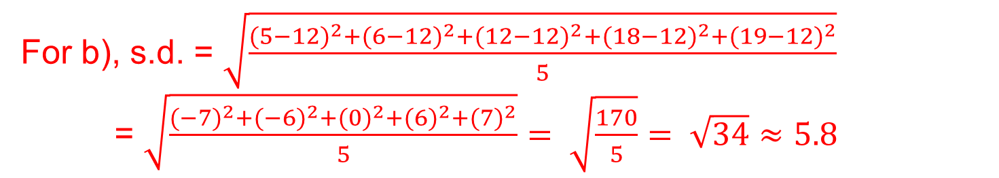 For b), s.d. = √((5−12)²+(6−12)²+(12−12)²+(18−12)²+(19−12)²/5)
= √((−7)²+(−6)²+(0)²+(6)²+(7)²/5) = √(170/5) = √34 ≈ 5.8